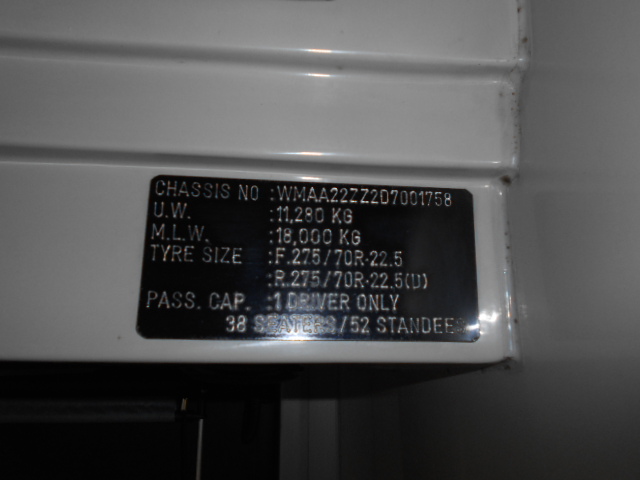 CHASSIS NO :WMAA22ZZ2D7001758
U.W. :11,280 KG
M.L.W. :18,000 KG
TYRE SIZE :F.275/70R·22.5
:R.275/70R·22.5(D)
PASS. CAP. :1 DRIVER ONLY
38 SEATERS/52 STANDEES